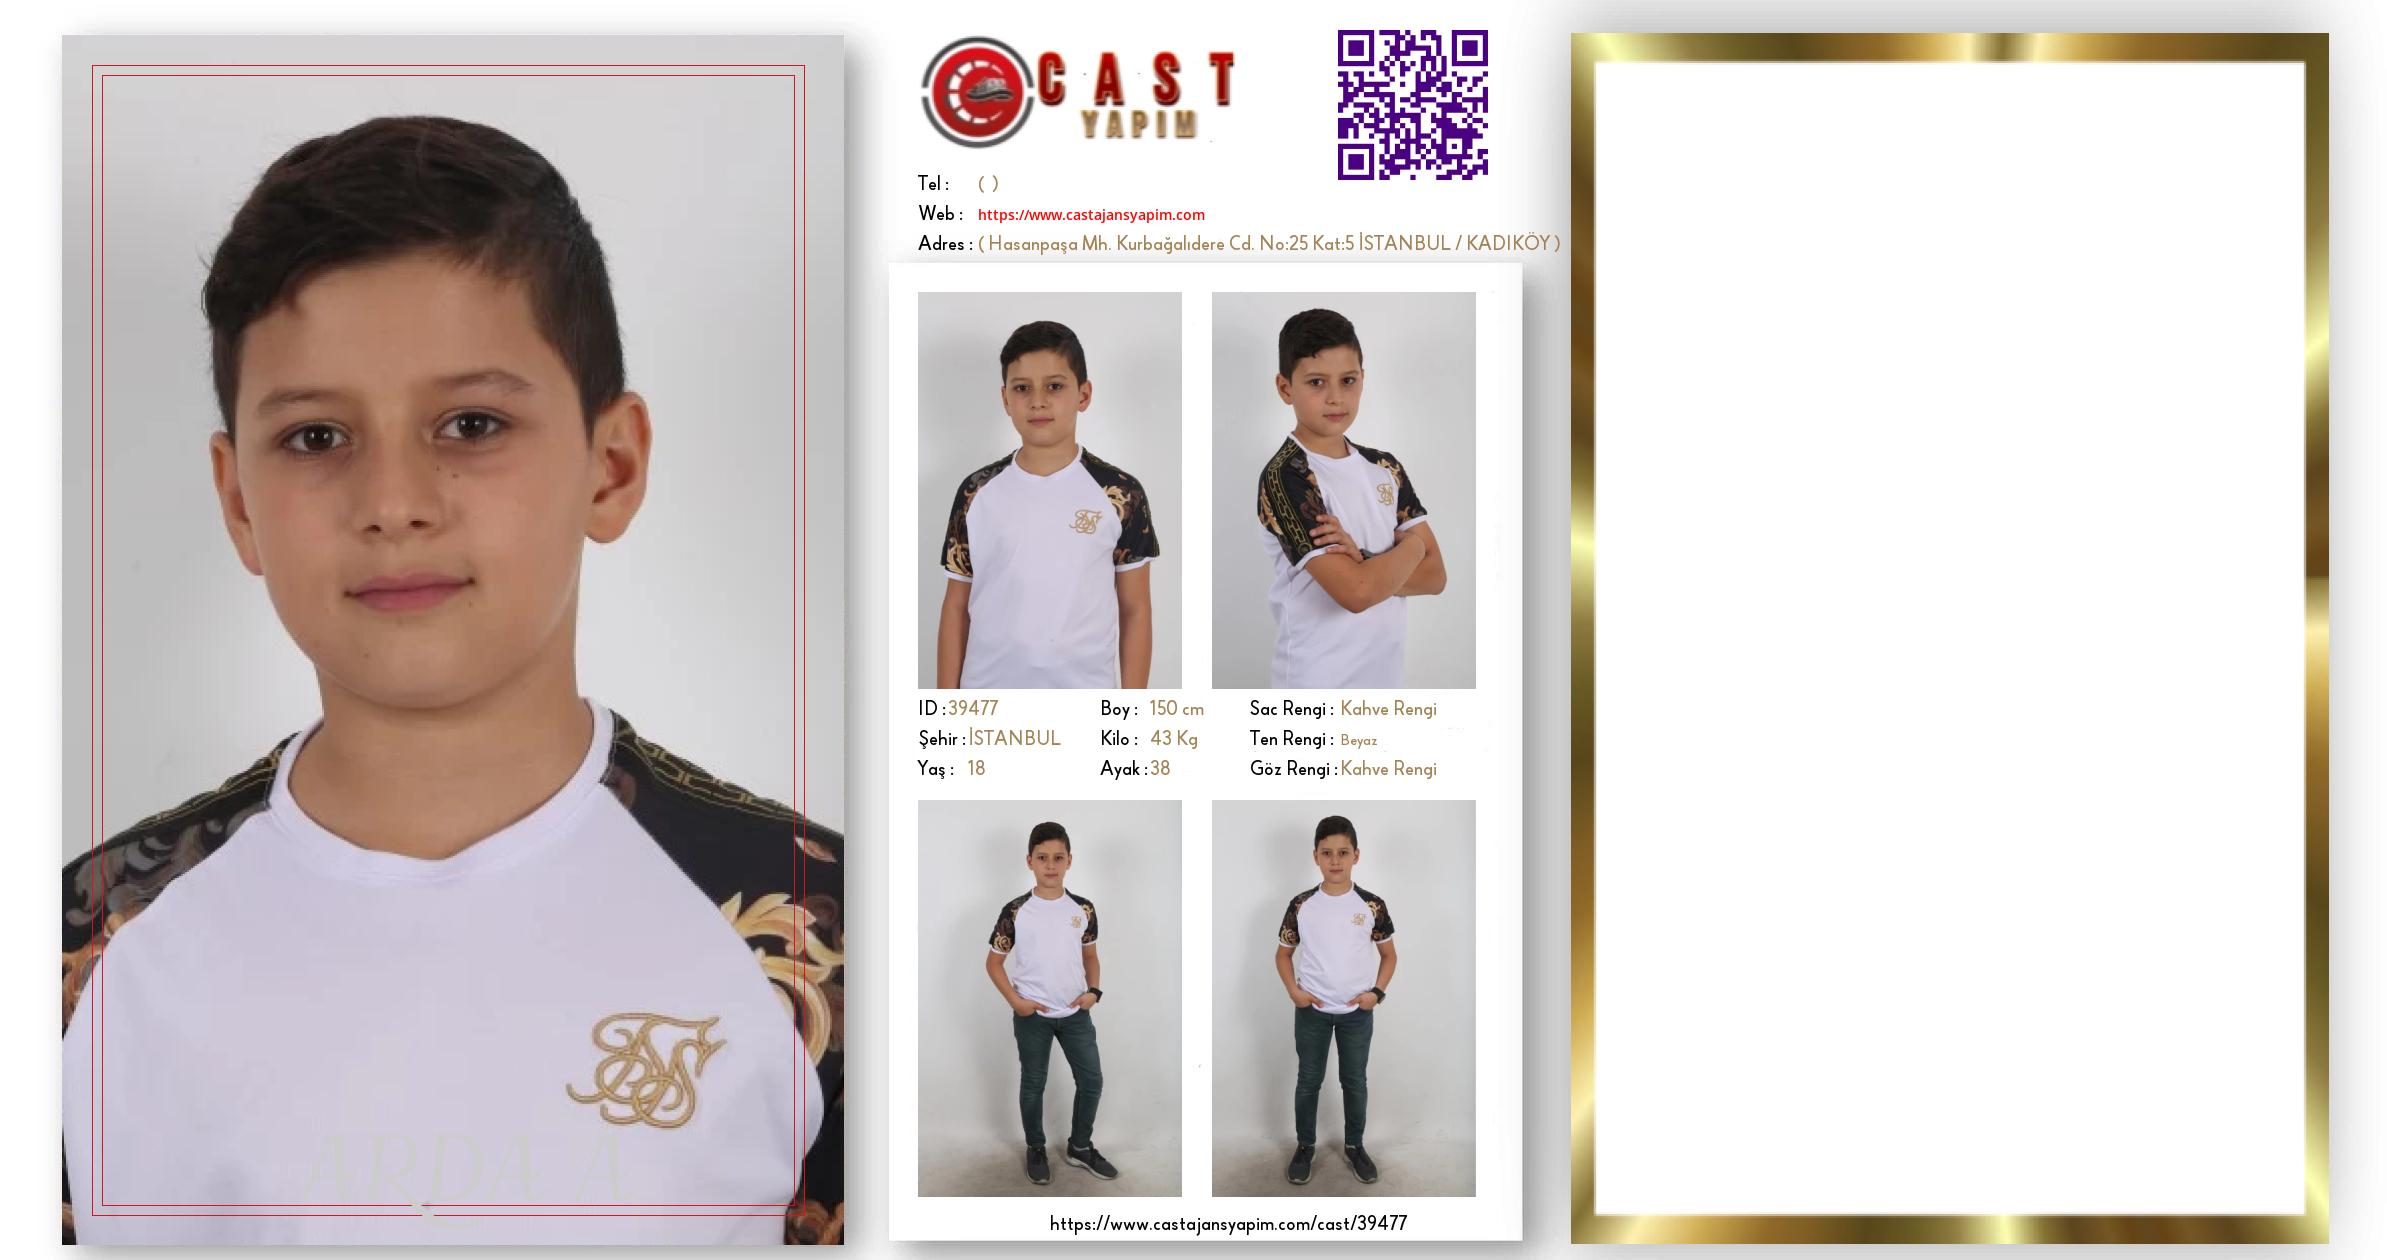 ARDA A
CAST
YAPIM
Tel : ( )
Web : https://www.castajansyapim.com
Adres : ( Hasanpaşa Mh. Kurbağalıdere Cd. No:25 Kat:5 İSTANBUL / KADIKÖY )
ID : 39477 Boy : 150 cm Sac Rengi : Kahve Rengi
Şehir : İSTANBUL Kilo : 43 Kg Ten Rengi : Beyaz
Yaş : 18 Ayak : 38 Göz Rengi : Kahve Rengi
https://www.castajansyapim.com/cast/39477